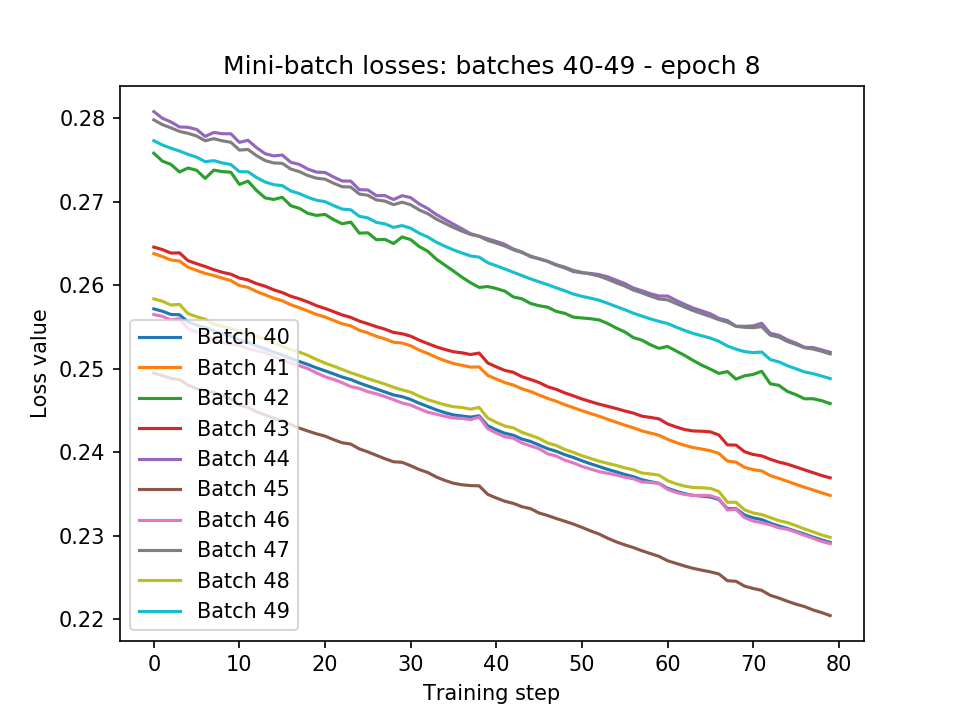 Mini-batch losses: batches 40-49 - epoch 8
0.28
0.27
0.26
0.25
0.24
0.23
0.22
Loss value
Batch 40
Batch 41
Batch 42
Batch 43
Batch 44
Batch 45
Batch 46
Batch 47
Batch 48
Batch 49
0 10 20 30 40 50 60 70 80
Training step